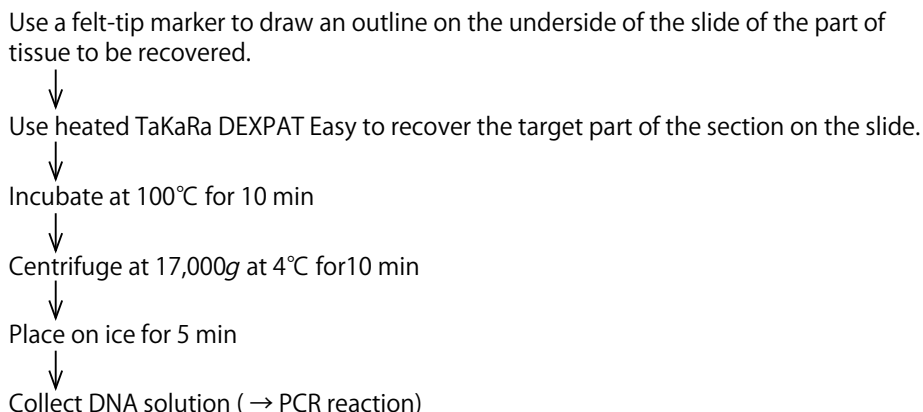 Use a felt-tip marker to draw an outline on the underside of the slide of the part of
tissue to be recovered.
↓
Use heated TaKaRa DEXPAT Easy to recover the target part of the section on the slide.
↓
Incubate at 100℃ for 10 min
↓
Centrifuge at 17,000g at 4℃ for10 min
↓
Place on ice for 5 min
↓
Collect DNA solution ( → PCR reaction)